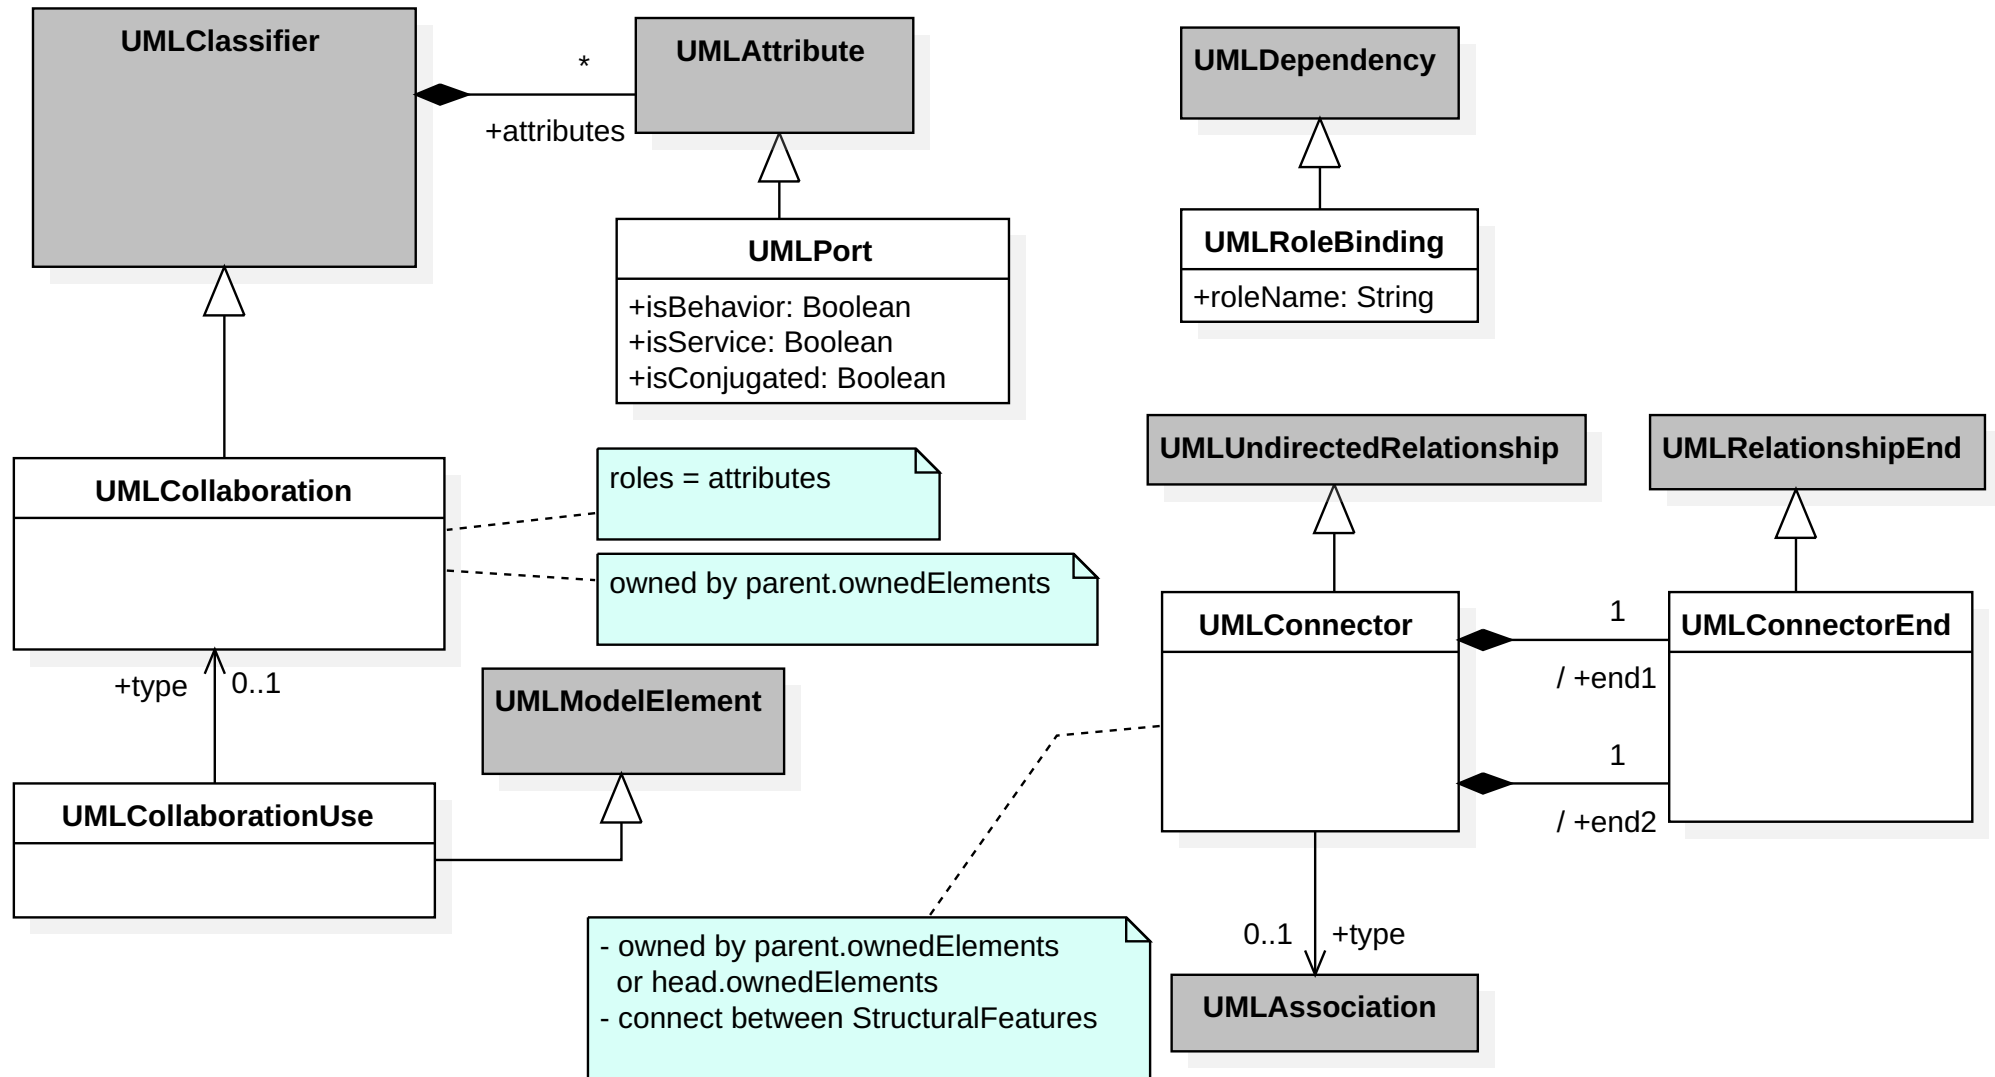 UMLClassifier
*
+attributes
UMLAttribute
UMLDependency
UMLPort
+isBehavior: Boolean
+isService: Boolean
+isConjugated: Boolean
UMLRoleBinding
+roleName: String
UMLCollaboration
roles = attributes
owned by parent.ownedElements
UMLUndirectedRelationship
UMLRelationshipEnd
UMLConnector
1
/ +end1
1
/ +end2
UMLConnectorEnd
+type
0..1
UMLModelElement
UMLCollaborationUse
- owned by parent.ownedElements
or head.ownedElements
- connect between StructuralFeatures
0..1
+type
UMLAssociation